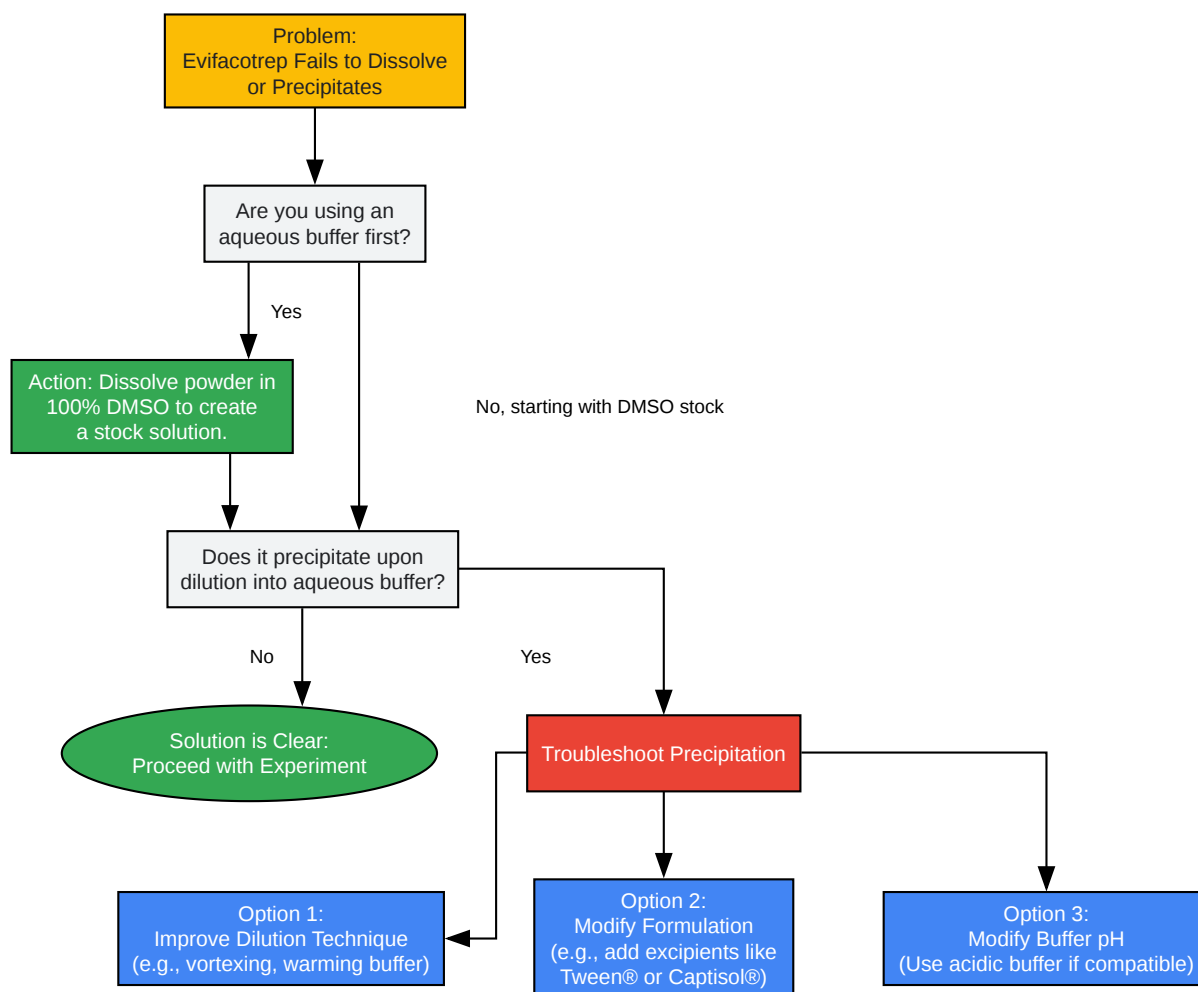 Problem:
Evifacotrep Fails to Dissolve
or Precipitates
Are you using an
aqueous buffer first?
Yes
Action: Dissolve powder in
100% DMSO to create
a stock solution.
No, starting with DMSO stock
Does it precipitate upon
dilution into aqueous buffer?
No
Yes
Solution is Clear:
Proceed with Experiment
Troubleshoot Precipitation
Option 1:
Improve Dilution Technique
(e.g., vortexing, warming buffer)
Option 2:
Modify Formulation
(e.g., add excipients like
Tween® or Captisol®)
Option 3:
Modify Buffer pH
(Use acidic buffer if compatible)